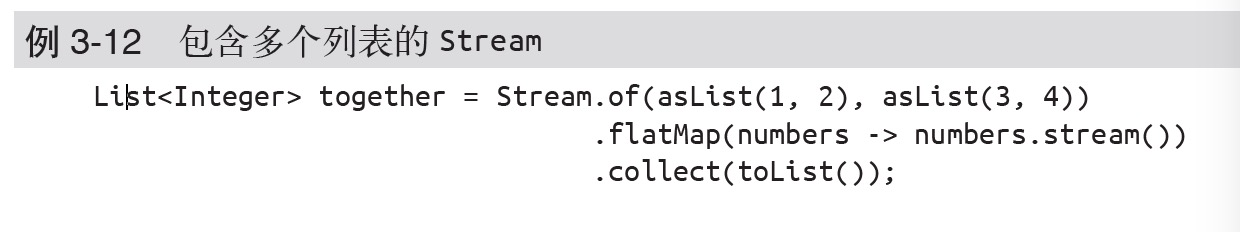 例 3-12 包含多个列表的 Stream
List<Integer> together = Stream.of(asList(1, 2), asList(3, 4))
.flatMap(numbers -> numbers.stream())
.collect(toList());